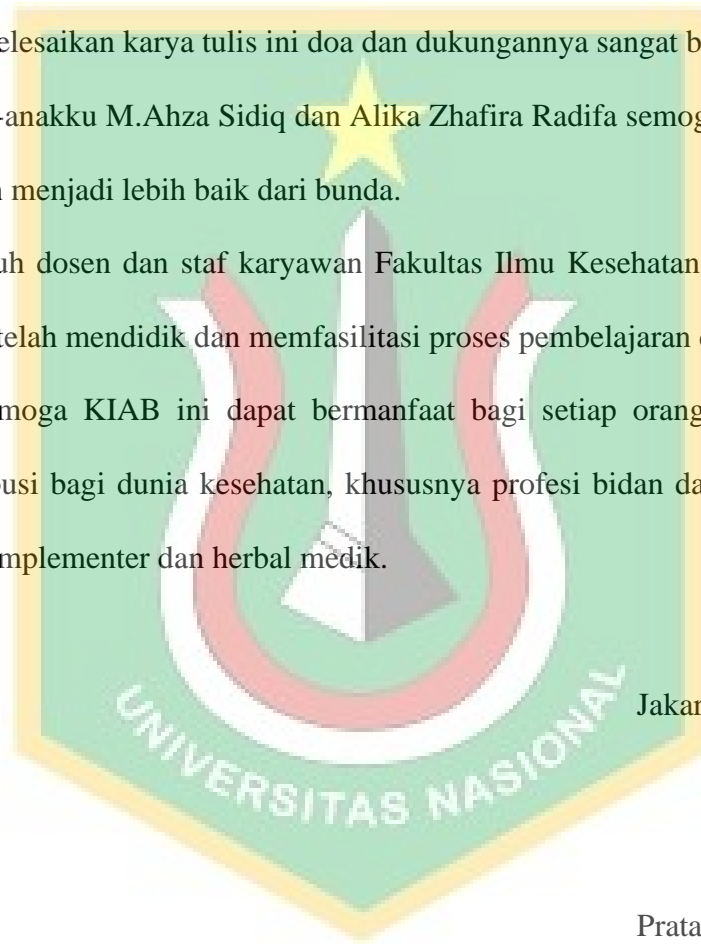 elesaikan karya tulis ini doa dan dukungannya sangat b
-anakku M.Ahza Sidiq dan Alika Zhafira Radifa semog
n menjadi lebih baik dari bunda.
uh dosen dan staf karyawan Fakultas Ilmu Kesehatan
telah mendidik dan memfasilitasi proses pembelajaran
moga KIAB ini dapat bermanfaat bagi setiap orang
busi bagi dunia kesehatan, khususnya profesi bidan da
mplementer dan herbal medik.
Jakar
UNIVERSITAS NASIONAL
Prata